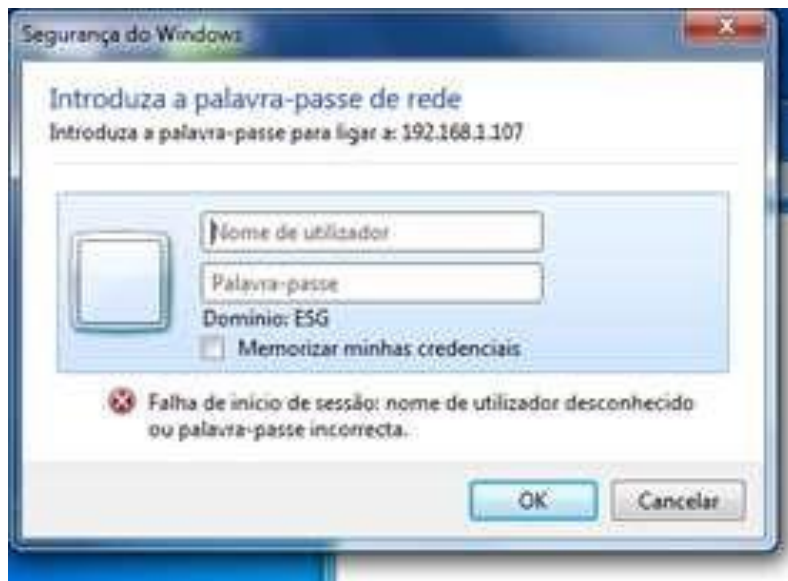 Segurança do Windows
Introduza a palavra-passe de rede
Introduza a palavra-passe para ligar a: 192.168.1.107
Nome de utilizador
Palavra-passe
Domínio: ESG
Memorizar minhas credenciais
Falha de início de sessão: nome de utilizador desconhecido
ou palavra-passe incorrecta.
OK
Cancelar